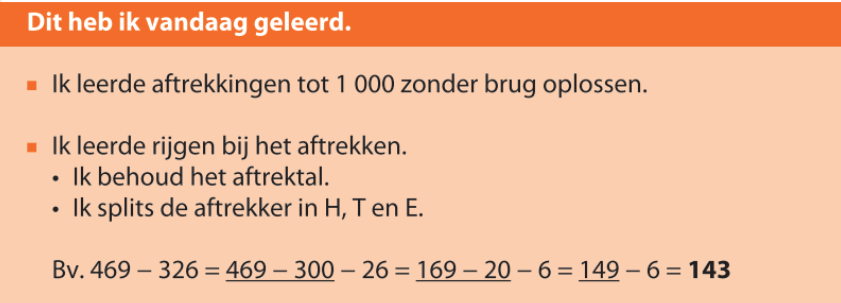 Dit heb ik vandaag geleerd.
▪ Ik leerde aftrekkingen tot 1 000 zonder brug oplossen.
▪ Ik leerde rijgen bij het aftrekken.
• Ik behoud het aftrektal.
• Ik splits de aftrekker in H, T en E.
Bv. 469 – 326 = 469 – 300 – 26 = 169 – 20 – 6 = 149 – 6 = 143